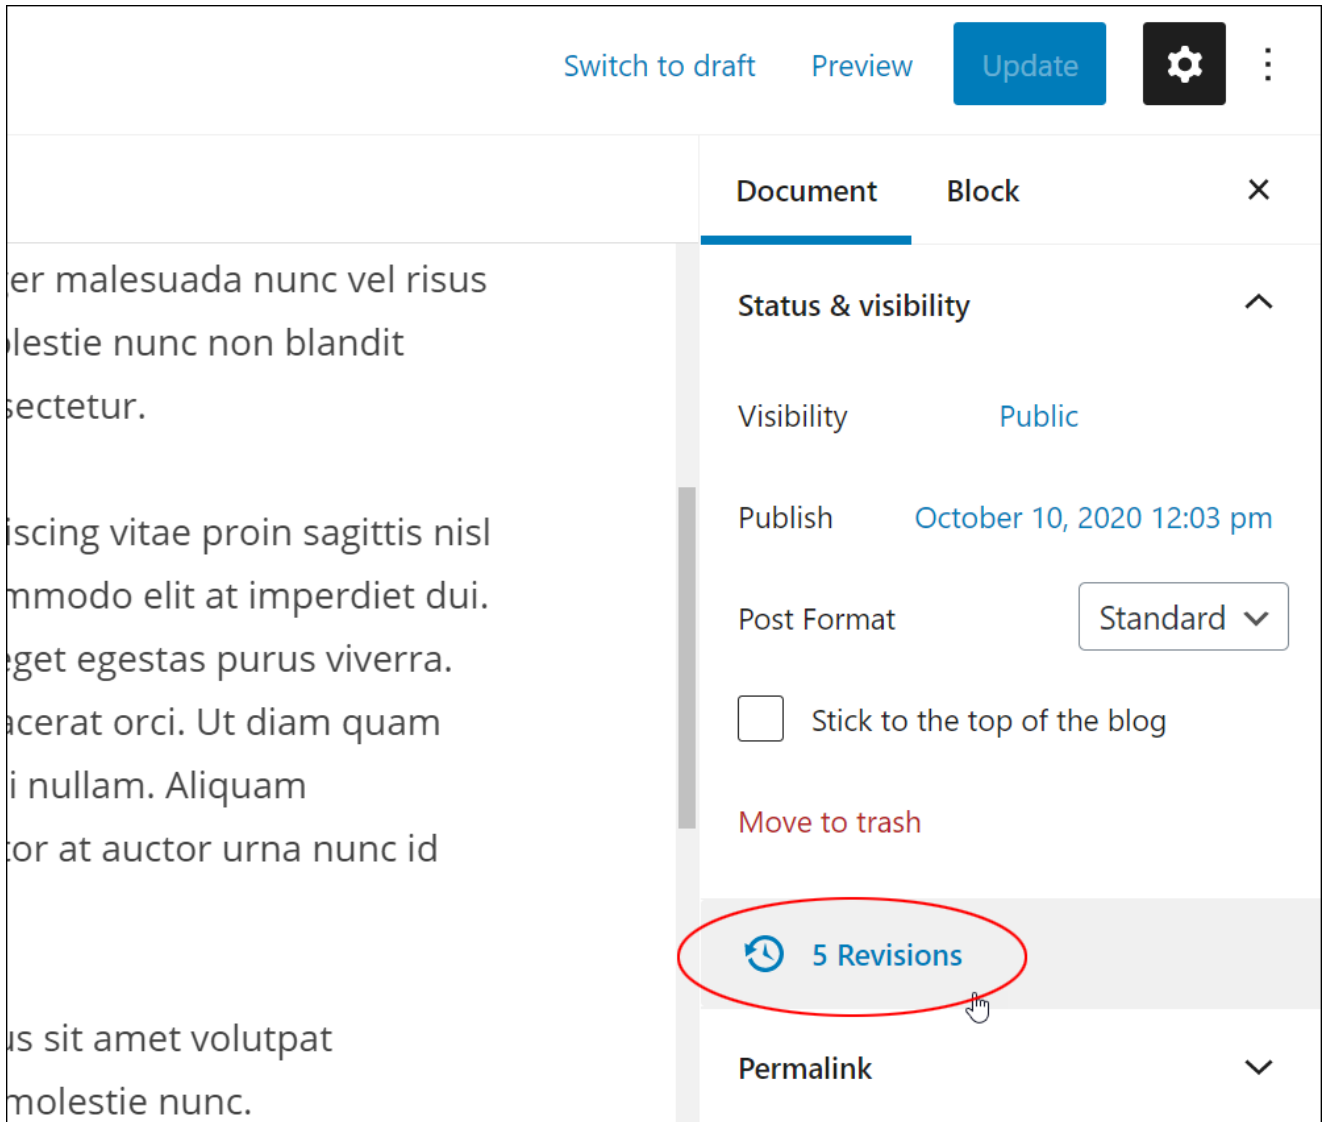 Switch to draft Preview Update
Document Block
er malesuada nunc vel risus
lestie nunc non blandit
sectetur.
iscing vitae proin sagittis nisl
mmodo elit at imperdiet dui.
eget egestas purus viverra.
acerat orci. Ut diam quam
i nullam. Aliquam
tor at auctor urna nunc id
us sit amet volutpat
molestie nunc.
Status & visibility
Visibility Public
Publish October 10, 2020 12:03 pm
Post Format Standard
Stick to the top of the blog
Move to trash
5 Revisions
Permalink